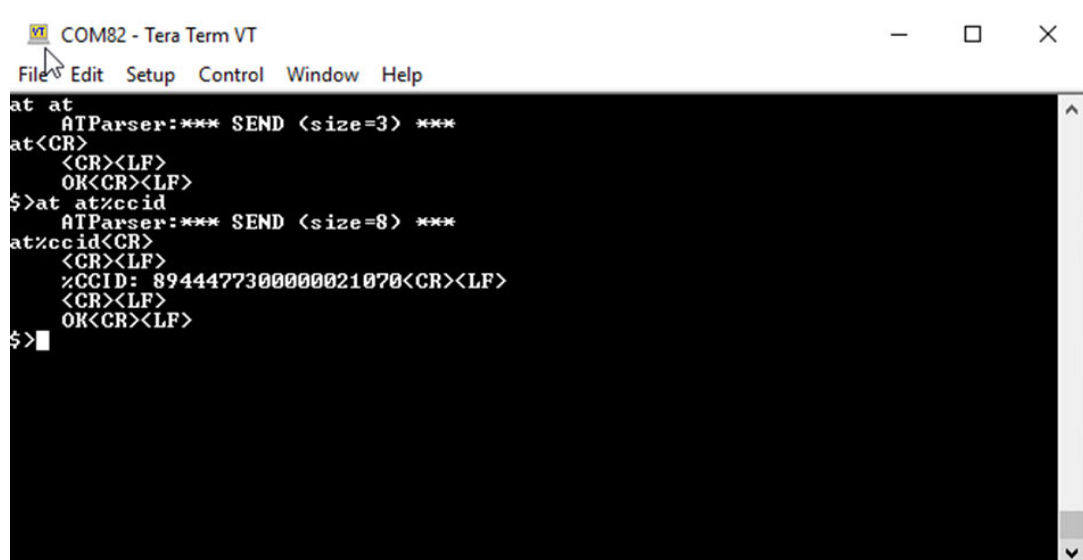 COM82 - Tera Term VT
File Edit Setup Control Window Help
at at
ATParser:*** SEND (size=3) ***
at<CR>
<CR><LF>
OK<CR><LF>
$>at at%ccid
ATParser:*** SEND (size=8) ***
at%ccid<CR>
<CR><LF>
%CCID: 8944477300000021070<CR><LF>
<CR><LF>
OK<CR><LF>
$>